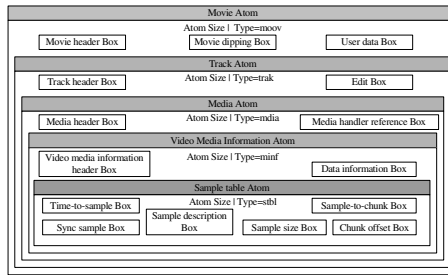 Movie Atom
Atom Size | Type=moov
Movie header Box
Movie dipping Box
User data Box
Track Atom
Atom Size | Type=trak
Track header Box
Edit Box
Media Atom
Atom Size | Type=mdia
Media header Box
Media handler reference Box
Video Media Information Atom
Atom Size | Type=minf
Video media information
header Box
Data information Box
Sample table Atom
Atom Size | Type=stbl
Time-to-sample Box
Sample-to-chunk Box
Sample description
Box
Sync sample Box
Sample size Box
Chunk offset Box